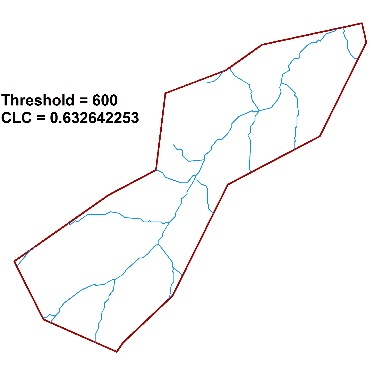 Threshold = 600
CLC = 0.632642253